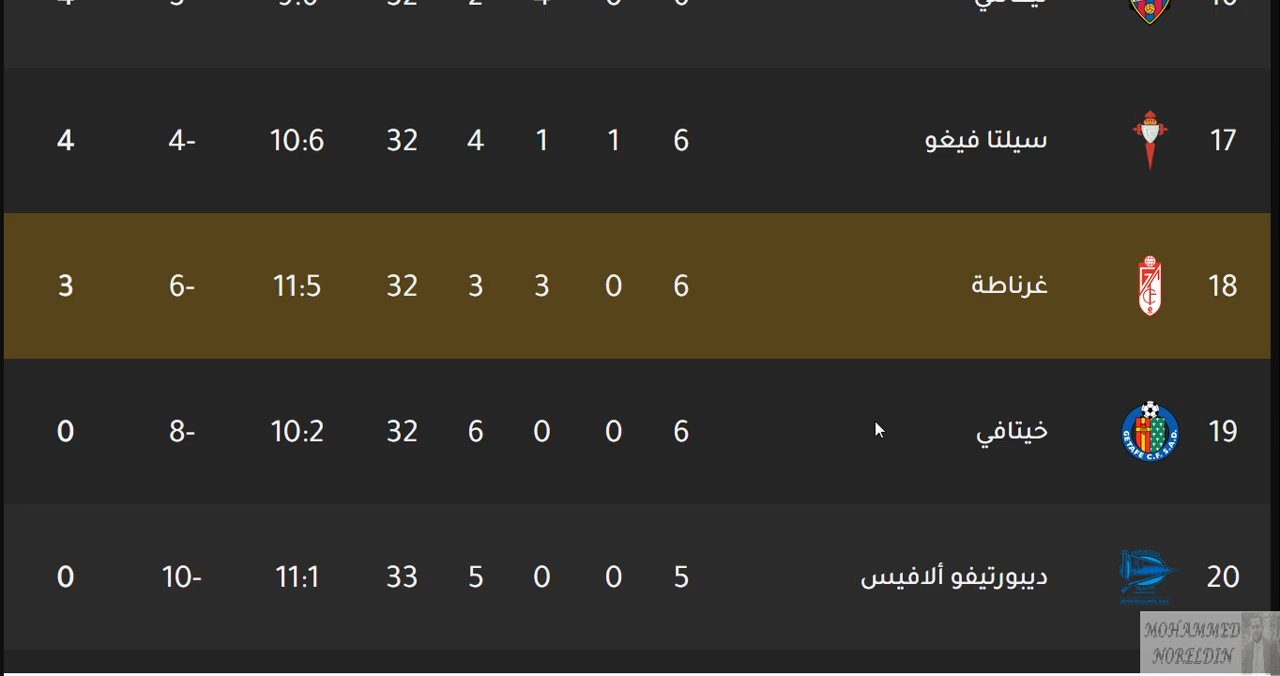 17 سيلتا فيغو 6 1 1 4 32 10:6 4- 4
18 غرناطة 6 0 3 3 32 11:5 6- 3
19 خيتافي 6 0 0 6 32 10:2 8- 0
GETAFE C.F. S.A.D.
20 ديبورتيفو ألافيس 5 0 0 5 33 11:1 10- 0
MOHAMMED
NORELDIN